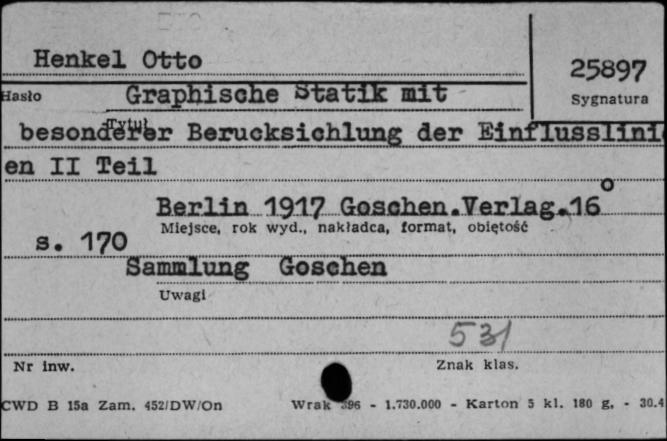 Henkel Otto
25897
Hasło Graphische Statik mit
Sygnatura
Tytuł
besonderer Berucksichlung der Einflusslini
en II Teil
Berlin 1917 Goschen.Verlag.16°
Miejsce, rok wyd., nakładca, format, objętość
s. 170
Sammlung Goschen
Uwagi
531
Nr inw.
Znak klas.
CWD B 15a Zam. 452/DW/On Wrak 396 - 1.730.000 - Karton 5 kl. 180 g. - 30.4